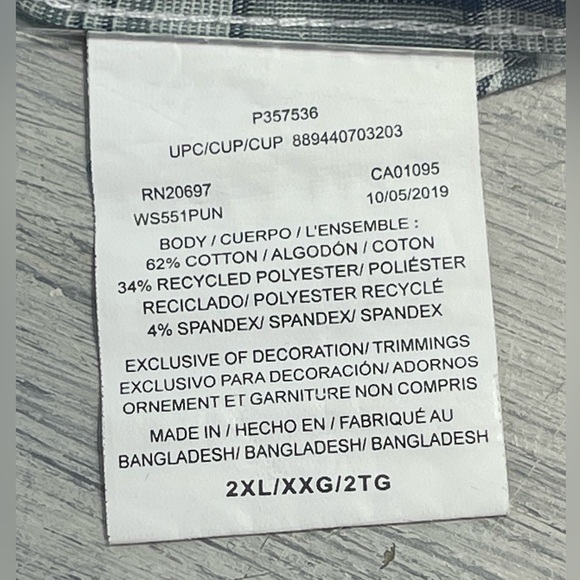 P357536
UPC/CUP/CUP 889440703203
RN20697 CA01095
WS551PUN 10/05/2019
BODY / CUERPO / L'ENSEMBLE :
62% COTTON / ALGODÓN / COTON
34% RECYCLED POLYESTER/ POLIÉSTER
RECICLADO/ POLYESTER RECYCLÉ
4% SPANDEX/ SPANDEX/ SPANDEX
EXCLUSIVE OF DECORATION/ TRIMMINGS
EXCLUSIVO PARA DECORACIÓN/ ADORNOS
ORNEMENT ET GARNITURE NON COMPRIS
MADE IN / HECHO EN / FABRIQUÉ AU
BANGLADESH/ BANGLADESH/ BANGLADESH
2XL/XXG/2TG